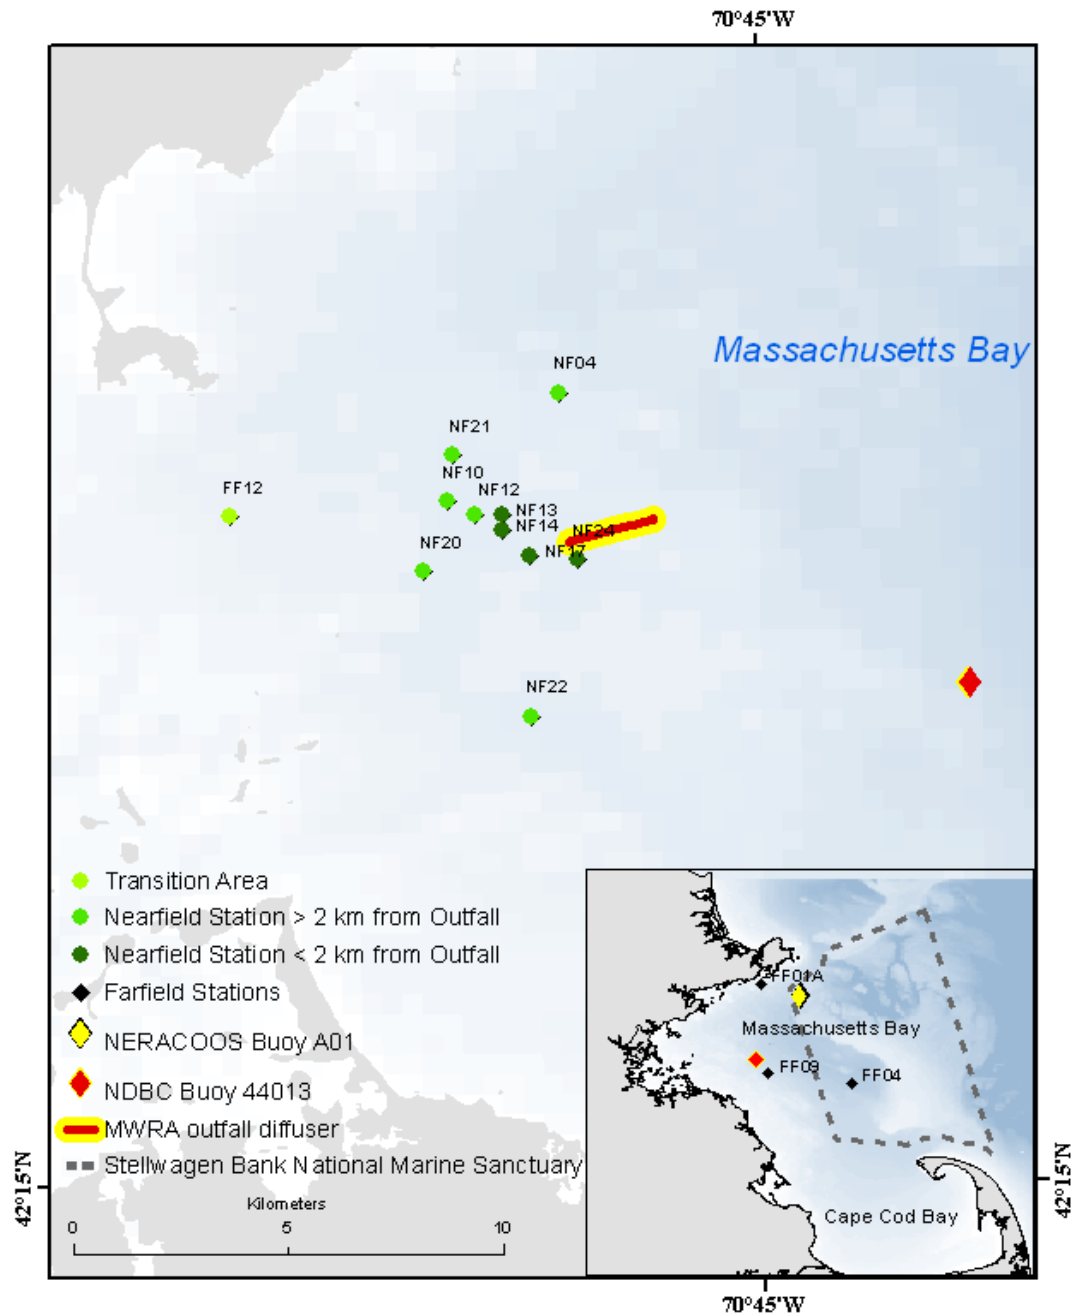 70°45'W
Massachusetts Bay
NF04
NF21
NF10
FF12
NF12
NF13
NF14
NF24
NF17
NF20
NF22
Transition Area
Nearfield Station > 2 km from Outfall
Nearfield Station < 2 km from Outfall
Farfield Stations
NERACOOS Buoy A01
NDBC Buoy 44013
MWRA outfall diffuser
Stellwagen Bank National Marine Sanctuary
Kilometers
0 5 10
FF01A
Massachusetts Bay
FF09
FF04
Cape Cod Bay
42°15'N
42°15'N
70°45'W